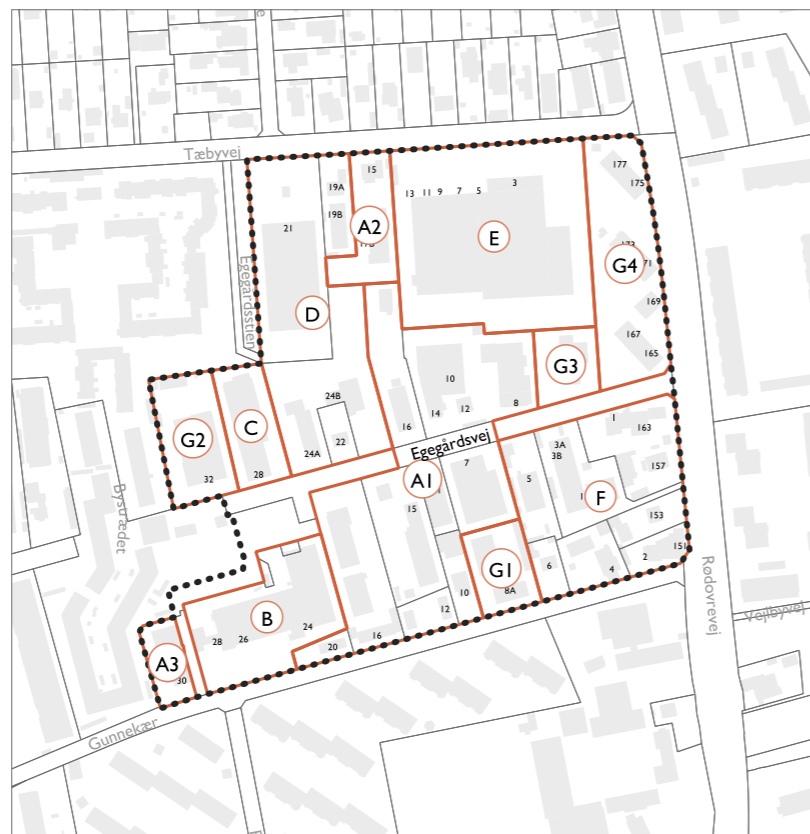 Tæbyvej
15
177
175
19A
13
11
9
7
5
3
19B
A2
21
E
G4
Egegårdsstien
169
D
167
165
G3
10
8
24B
14
12
16
1
163
G2
C
22
24A
Egegårdsvej
3A
3B
7
A1
157
32
28
5
F
15
153
Bystrædet
151
G1
6
2
4
8A
10
12
B
24
28
26
16
20
A3
30
Rødovrevej
Vejlbyvej
Gunnekær